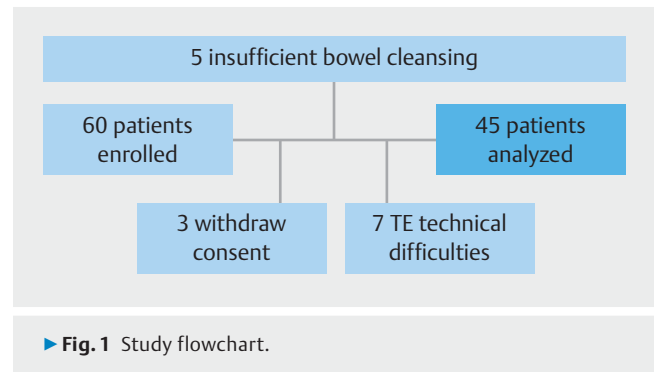 5 insufficient bowel cleansing
60 patients
enrolled
45 patients
analyzed
3 withdraw
consent
7 TE technical
difficulties
▶ Fig. 1 Study flowchart.